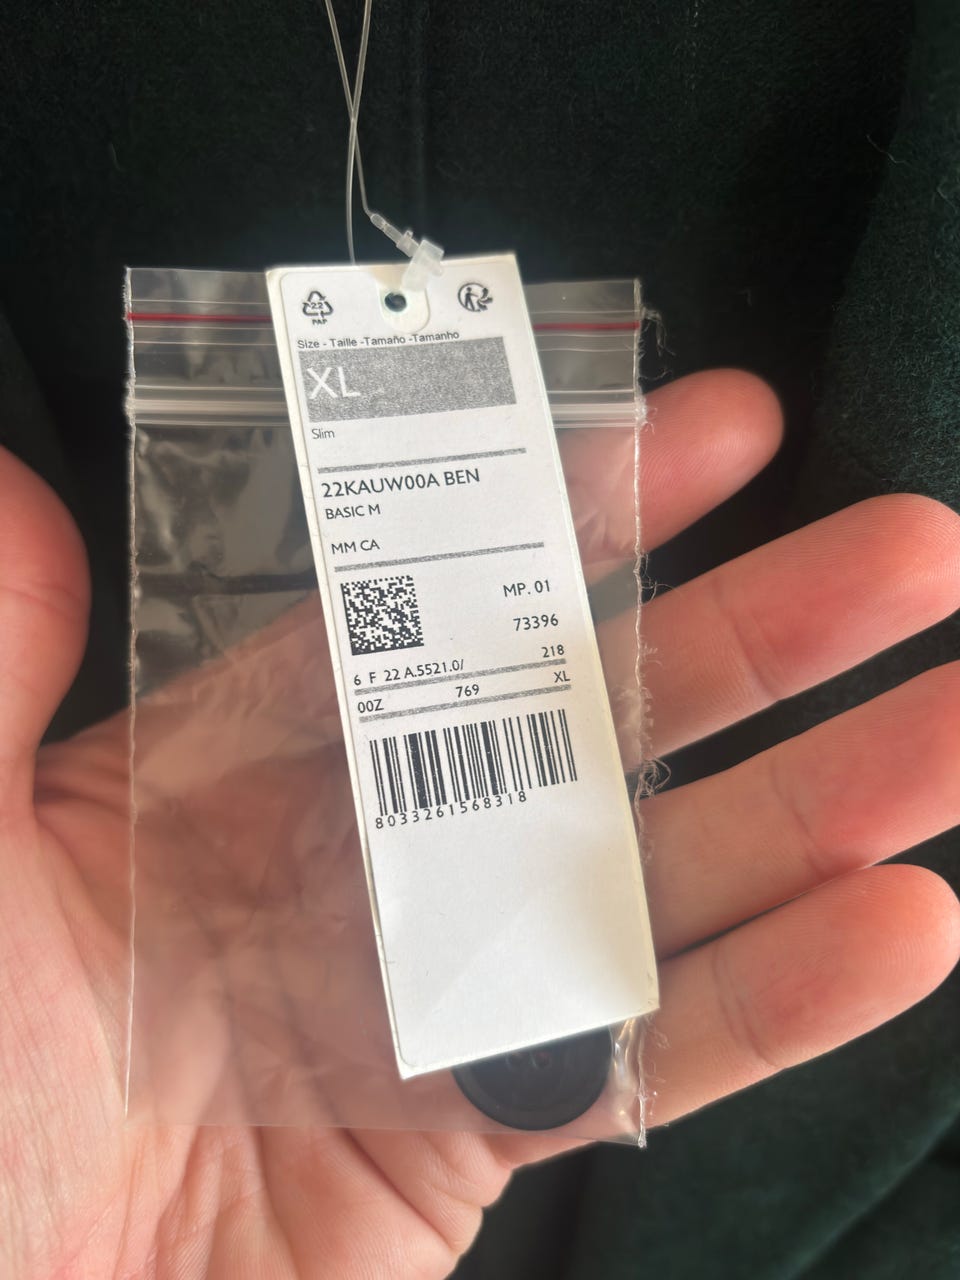 22
PAP
Size - Taille -Tamaño -Tamanho
XL
Slim
22KAUW00A BEN
BASIC M
MM CA
MP. 01
73396
6 F 22 A.5521.0/ 218
00Z 769 XL
8033261568318